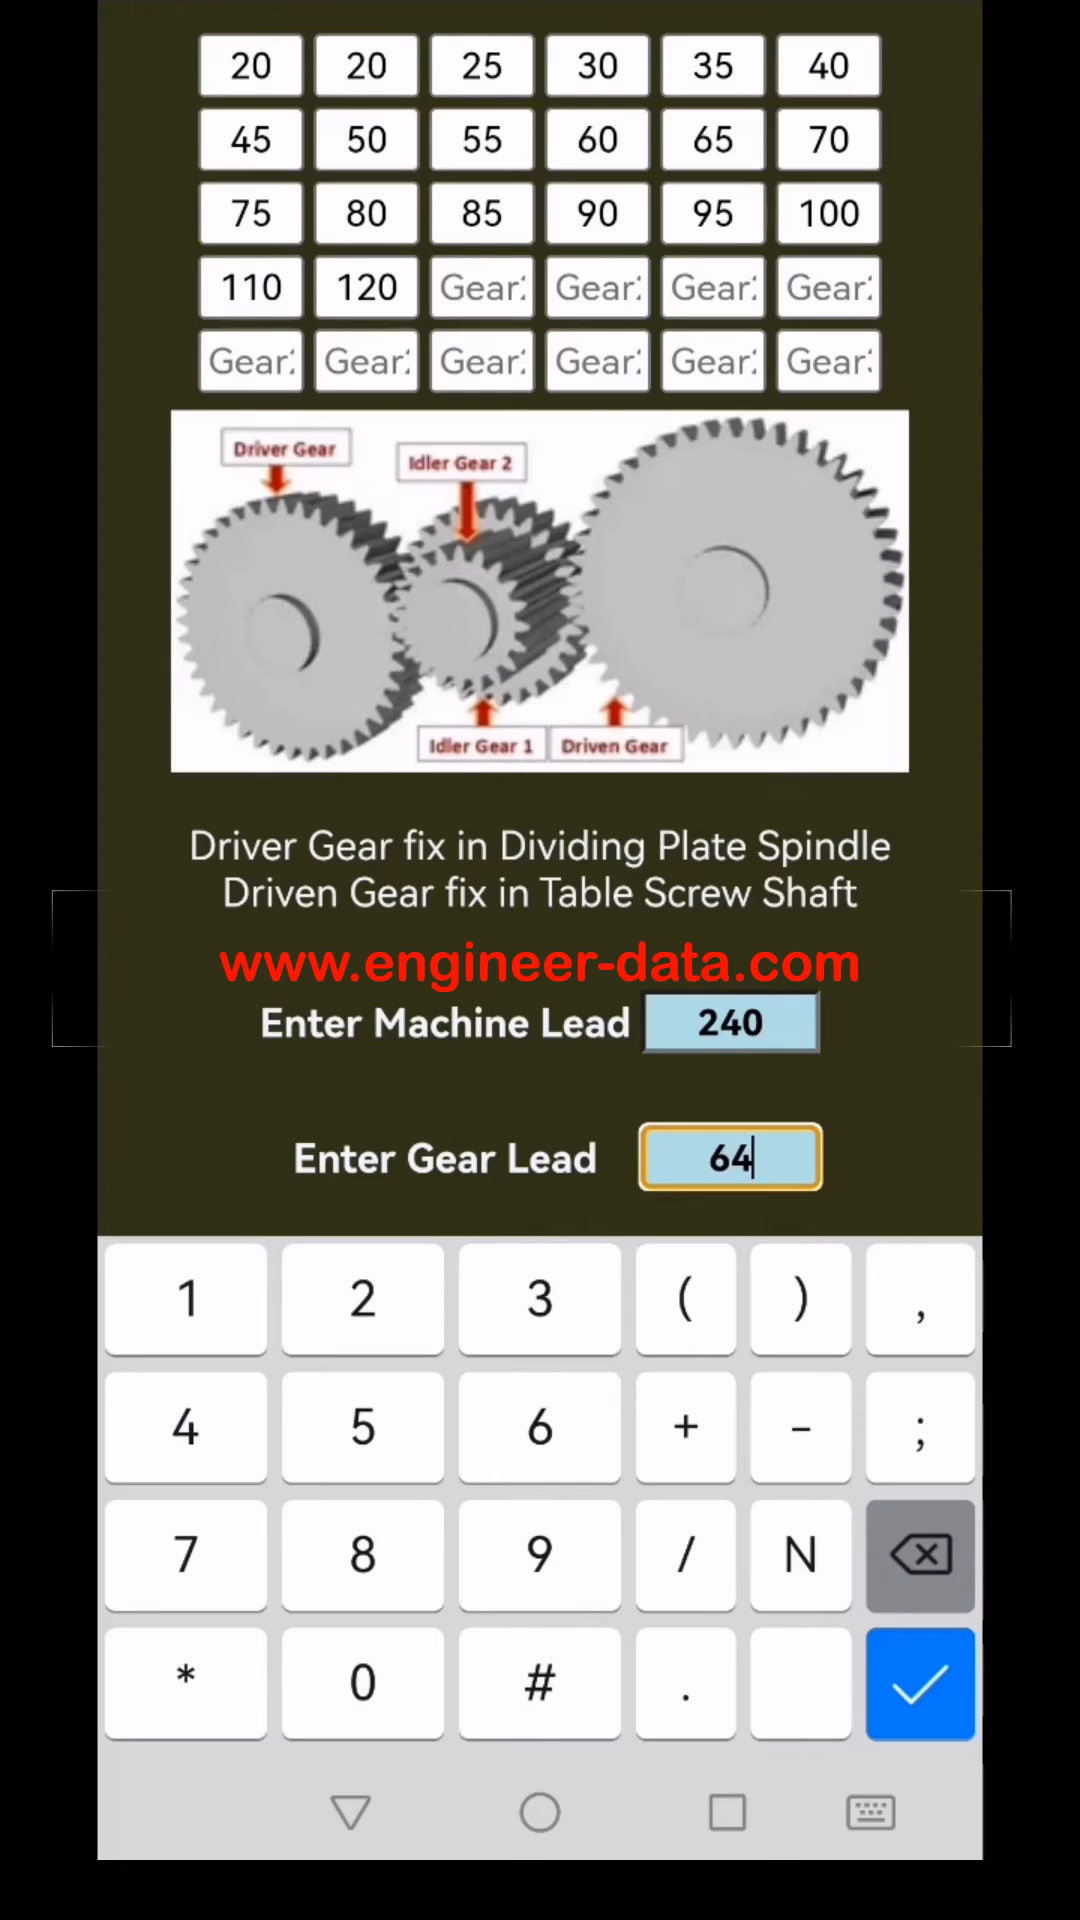 20 20 25 30 35 40
45 50 55 60 65 70
75 80 85 90 95 100
110 120 Gear Gear Gear Gear
Gear Gear Gear Gear Gear Gear
Driver Gear
Idler Gear 2
Idler Gear 1
Driven Gear
Driver Gear fix in Dividing Plate Spindle
Driven Gear fix in Table Screw Shaft
www.engineer-data.com
Enter Machine Lead 240
Enter Gear Lead 64
1 2 3 ( ) ,
4 5 6 + - ;
7 8 9 / N
* 0 # .